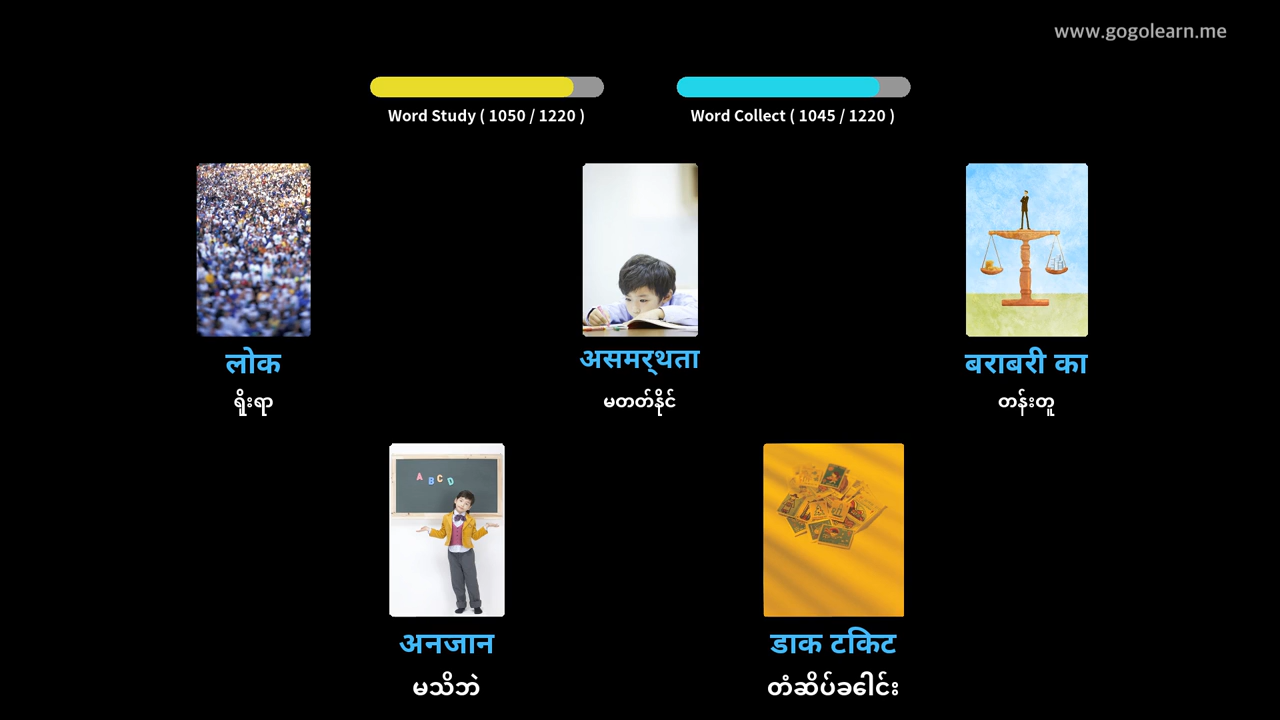 www.gogolearn.me
Word Study ( 1050 / 1220 )
Word Collect ( 1045 / 1220 )
लोक
ရိုးရာ
असमर्थता
မတတ်နိုင်
बराबरी का
တန်းတူ
A B C D
अनजान
မသိဘဲ
डाक टिकट
တံဆိပ်ခေါင်း